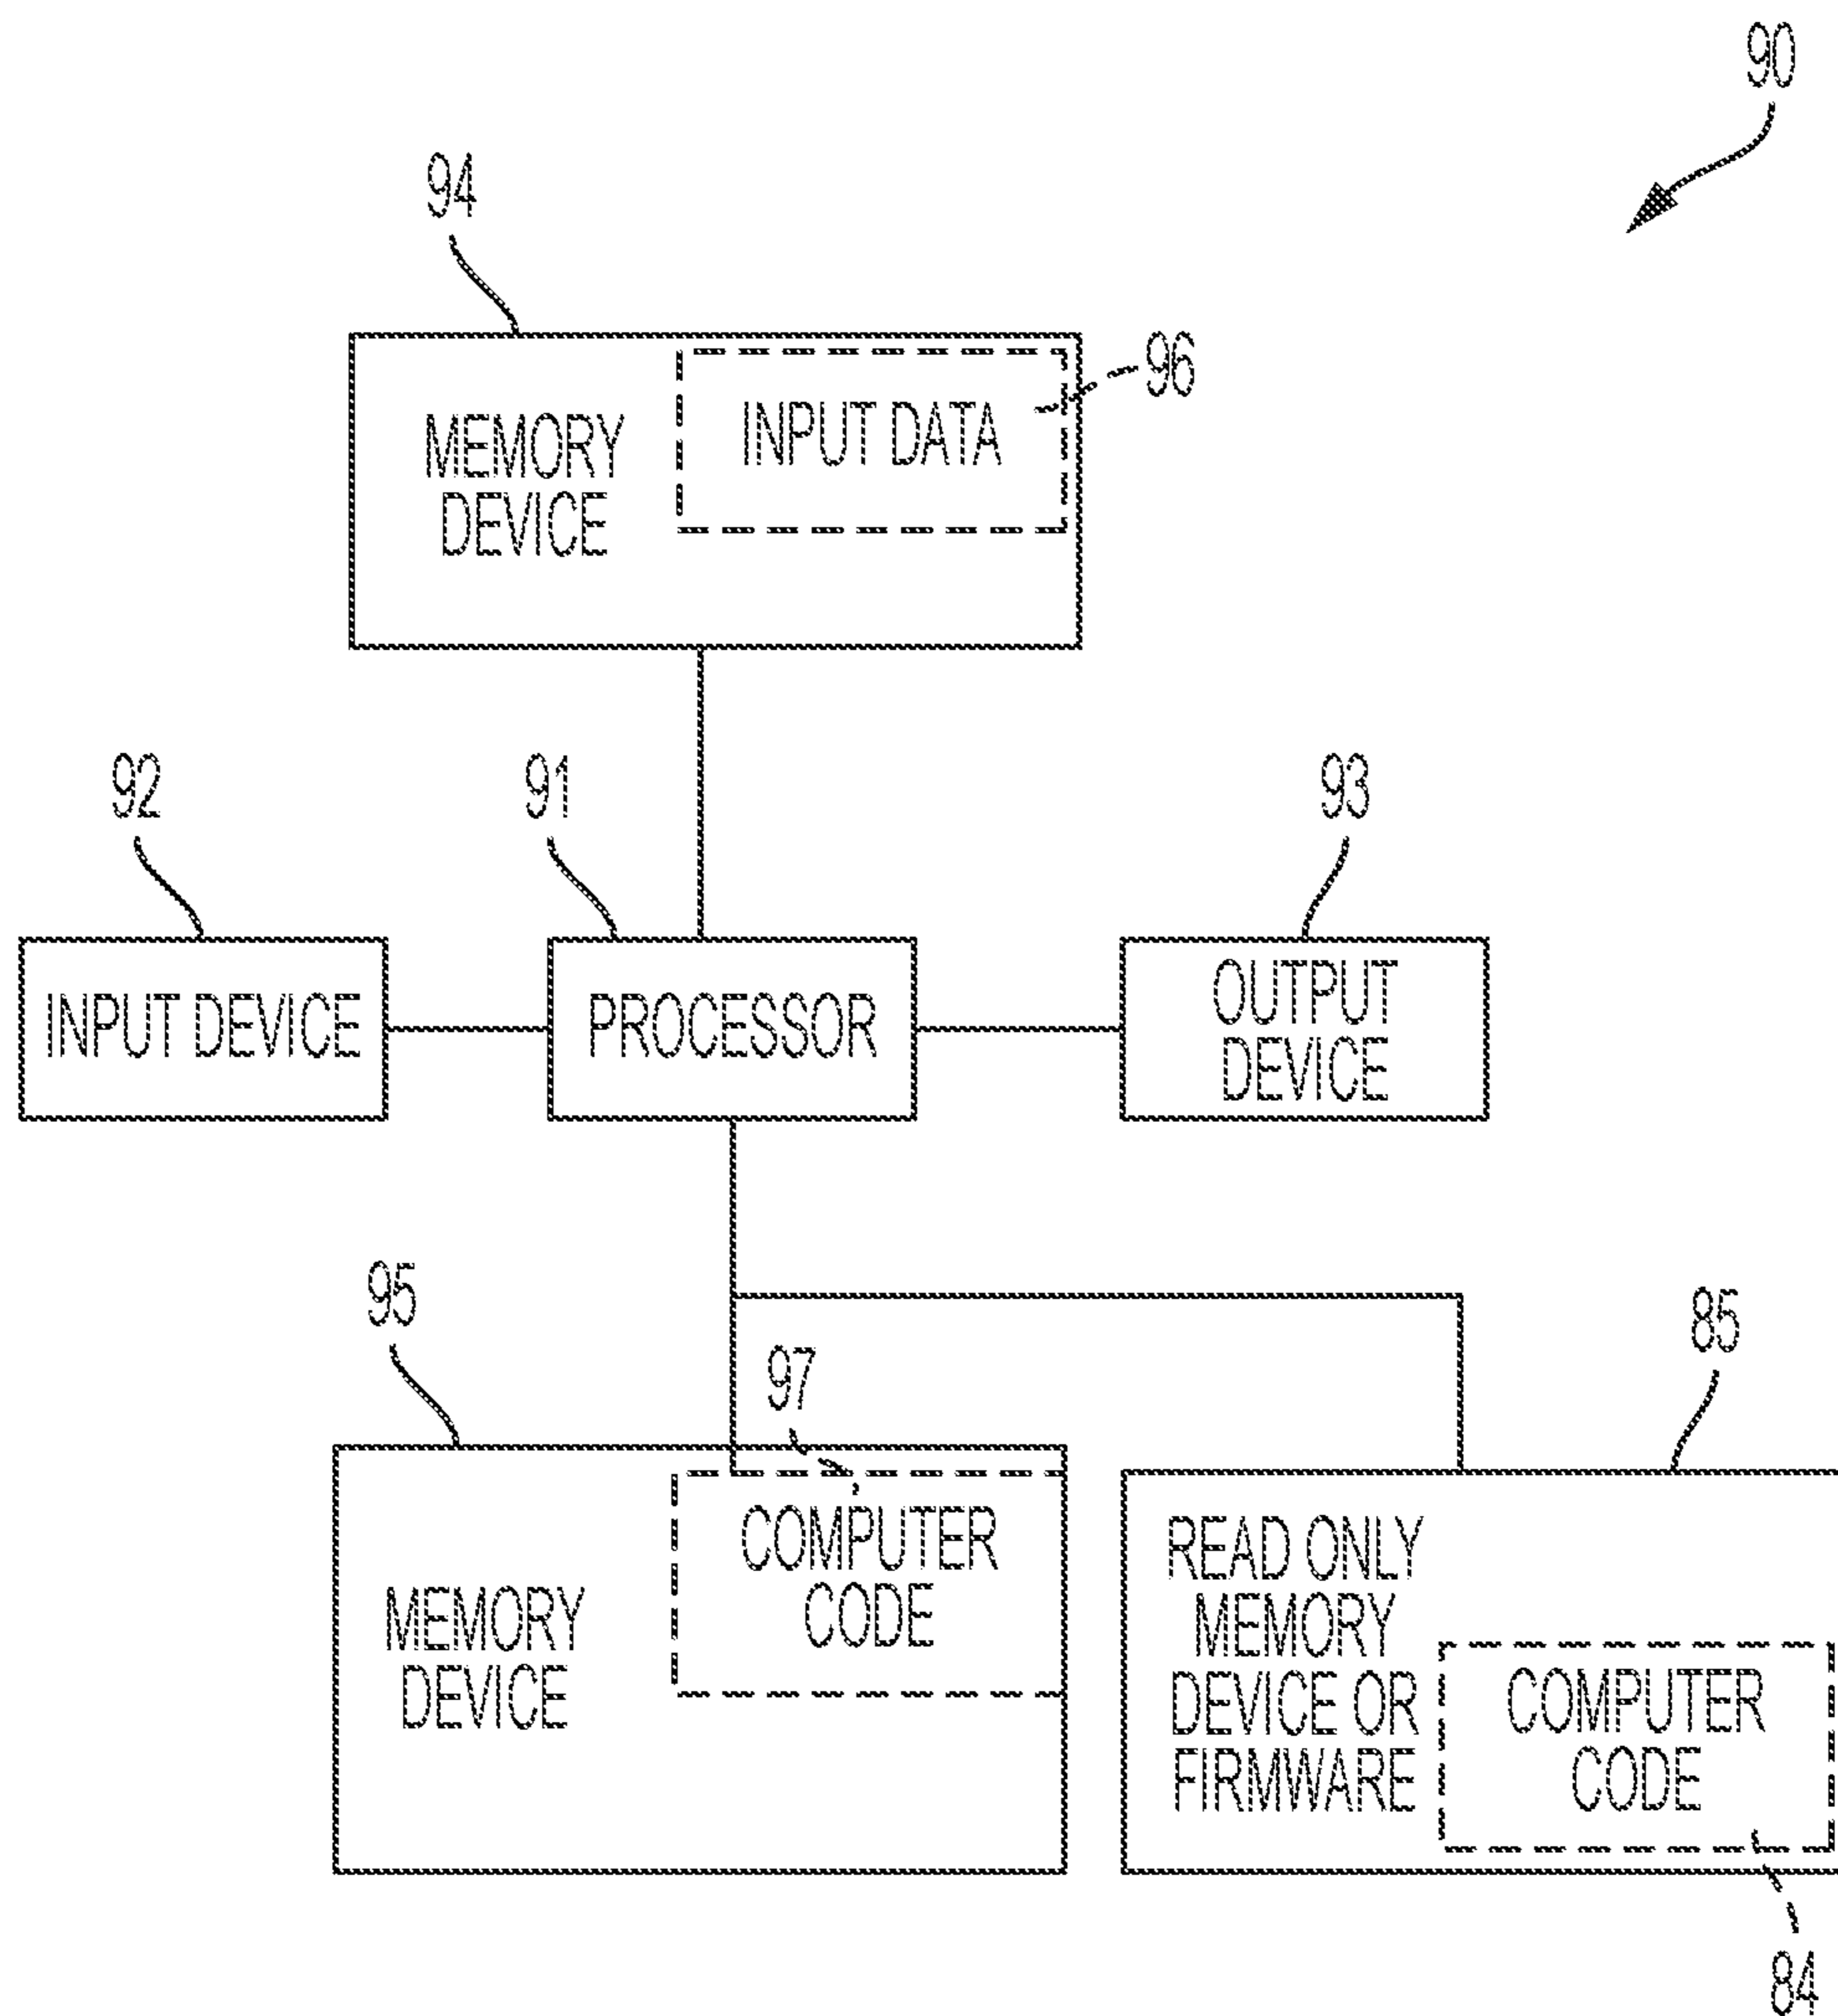 90
94
96
INPUT DATA
MEMORY
DEVICE
92
91
93
INPUT DEVICE
PROCESSOR
OUTPUT
DEVICE
95
85
97
COMPUTER
CODE
MEMORY
DEVICE
READ ONLY
MEMORY
DEVICE OR
FIRMWARE
COMPUTER
CODE
84